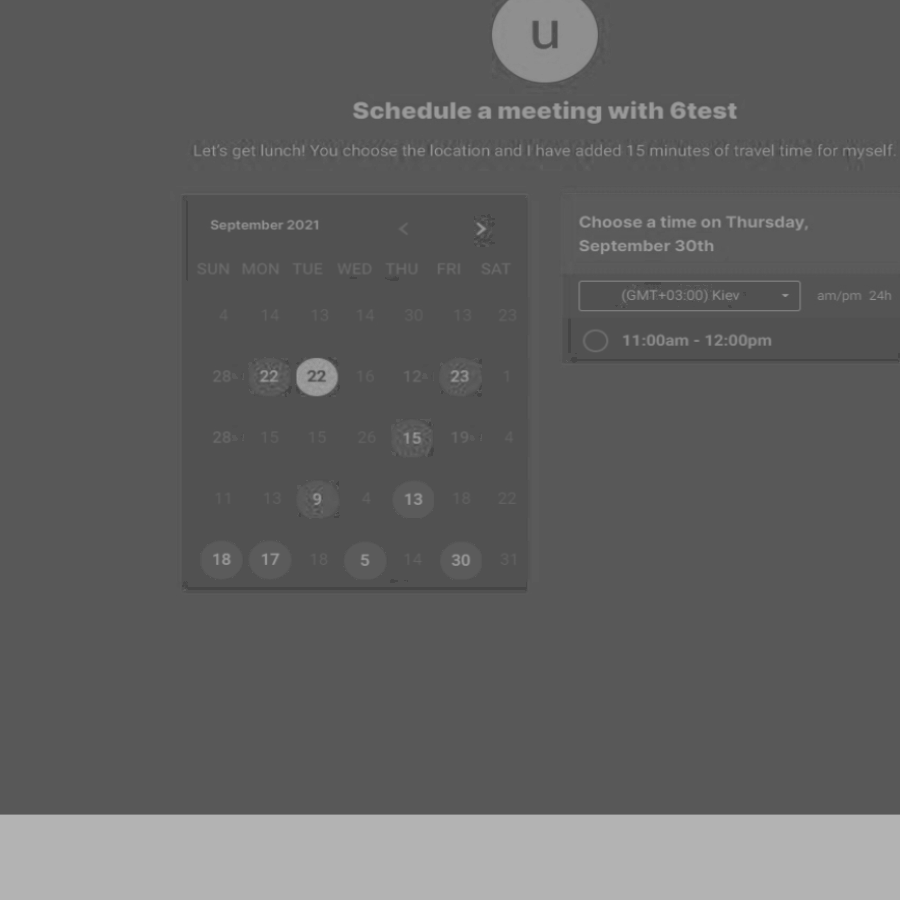 u
Schedule a meeting with 6test
Let's get lunch! You choose the location and I have added 15 minutes of travel time for myself.
September 2021
SUN MON TUE WED THU FRI SAT
4 14 13 14 30 13 23
28 22 22 16 12 23 1
28 15 15 26 15 19 4
11 13 9 4 13 18 22
18 17 18 5 14 30 31
Choose a time on Thursday,
September 30th
(GMT+03:00) Kiev am/pm 24h
11:00am - 12:00pm